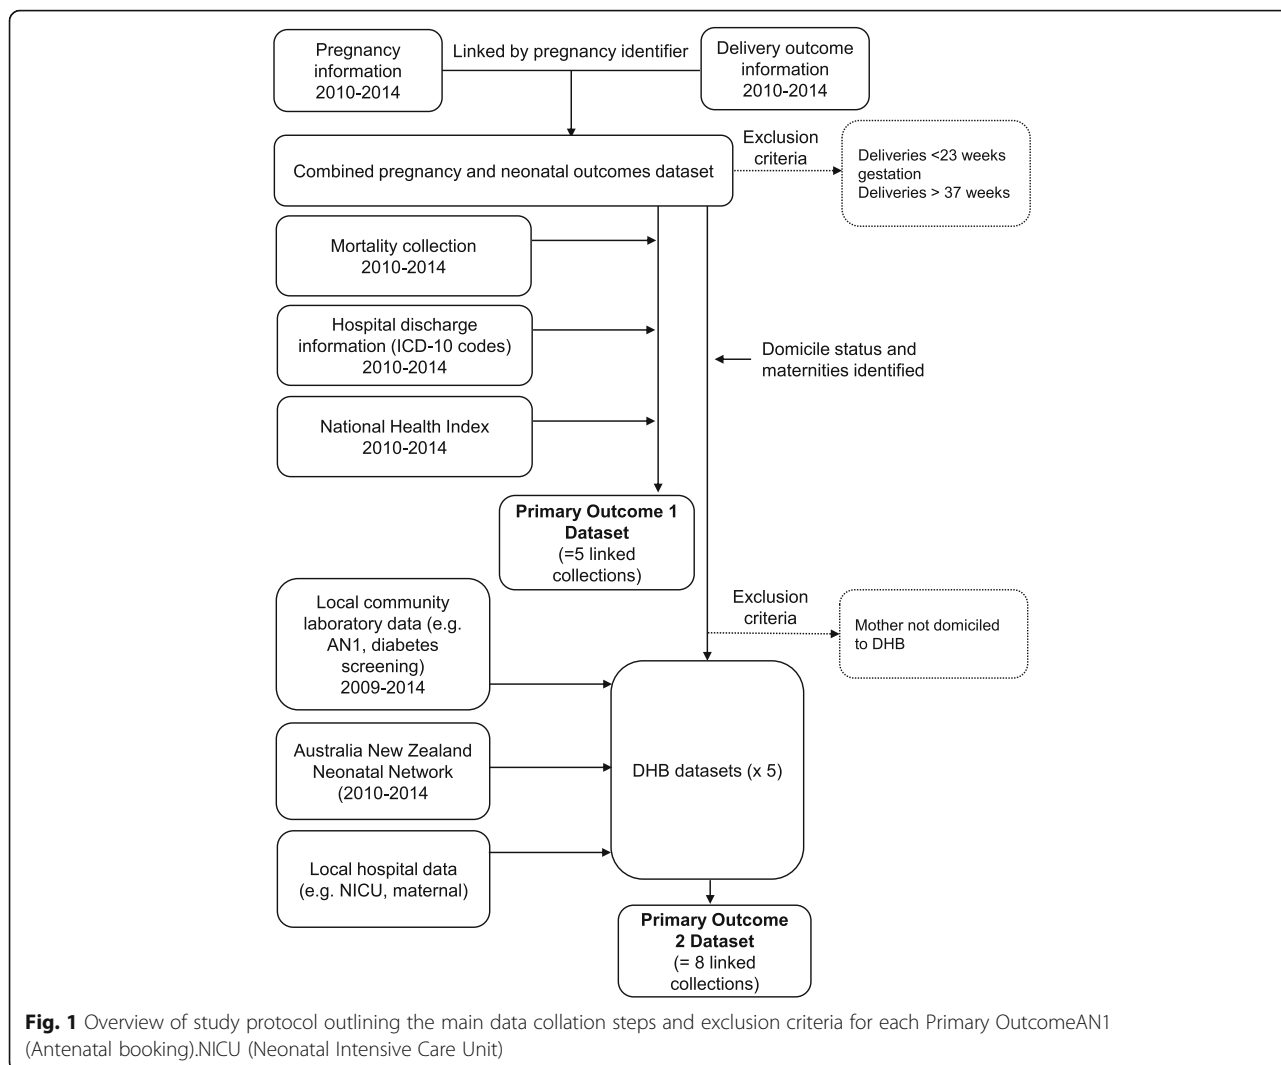 Pregnancy
information
2010-2014
Linked by pregnancy identifier
Delivery outcome
information
2010-2014
Combined pregnancy and neonatal outcomes dataset
Exclusion
criteria
Deliveries <23 weeks
gestation
Deliveries > 37 weeks
Mortality collection
2010-2014
Hospital discharge
information (ICD-10 codes)
2010-2014
Domicile status and
maternities identified
National Health Index
2010-2014
Primary Outcome 1
Dataset
(=5 linked
collections)
Local community
laboratory data (e.g.
AN1, diabetes
screening)
2009-2014
Exclusion
criteria
Mother not domiciled
to DHB
Australia New Zealand
Neonatal Network
(2010-2014
DHB datasets (x 5)
Local hospital data
(e.g. NICU, maternal)
Primary Outcome
2 Dataset
(= 8 linked
collections)
Fig. 1 Overview of study protocol outlining the main data collation steps and exclusion criteria for each Primary OutcomeAN1
(Antenatal booking).NICU (Neonatal Intensive Care Unit)